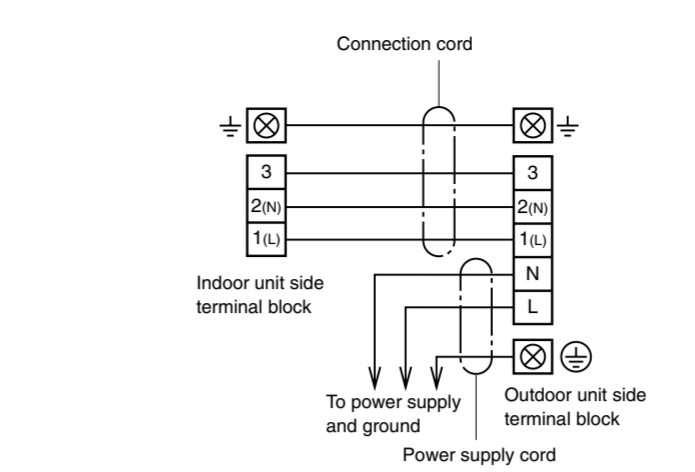 Connection cord
3
3
2(N)
2(N)
1(L)
1(L)
N
L
Indoor unit side
terminal block
To power supply
and ground
Outdoor unit side
terminal block
Power supply cord